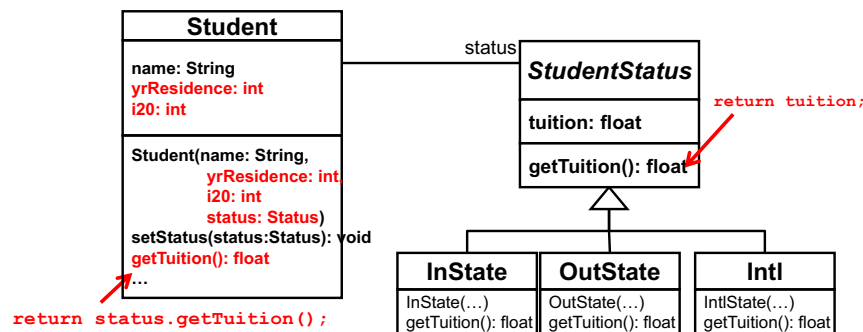 Student
name: String
yrResidence: int
i20: int
Student(name: String,
yrResidence: int,
i20: int
status: Status)
setStatus(status:Status): void
getTuition(): float
…
return status.getTuition();
status
StudentStatus
tuition: float
getTuition(): float
return tuition;
InState
InState(…)
getTuition(): float
OutState
OutState(…)
getTuition(): float
Intl
IntlState(…)
getTuition(): float